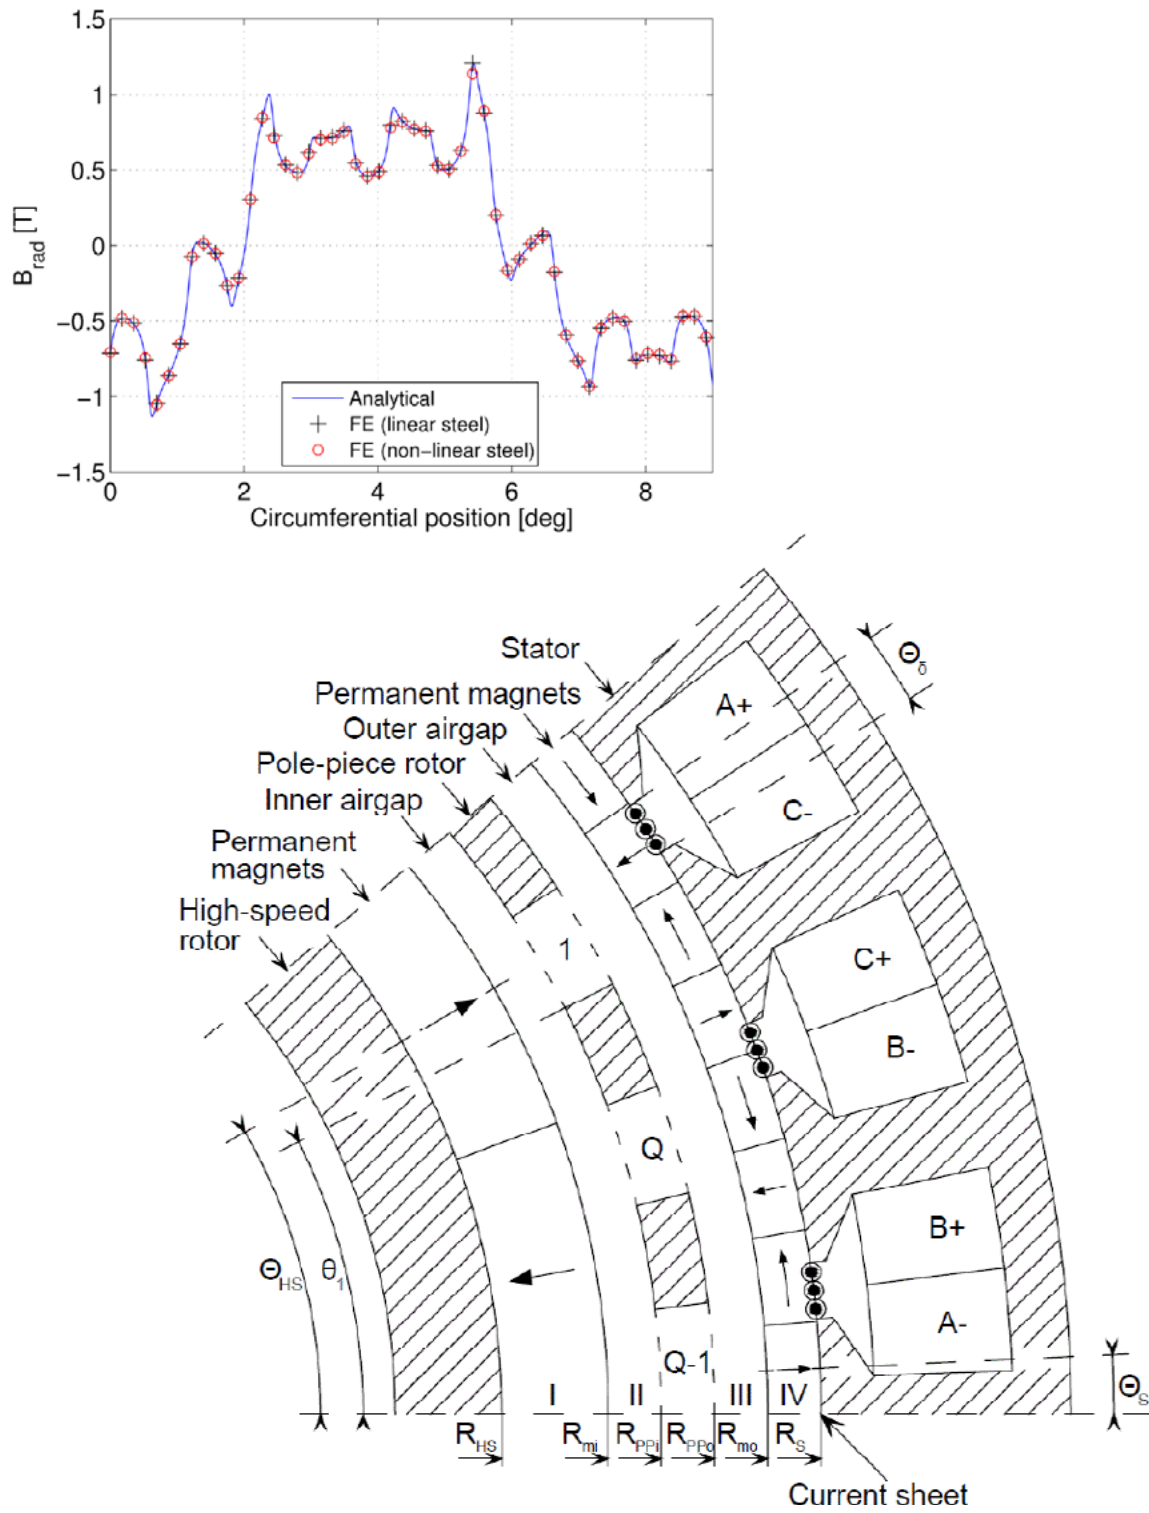 1.5
1
0.5
0
−0.5
−1
−1.5
B_rad [T]
Analytical
FE (linear steel)
FE (non−linear steel)
0 2 4 6 8
Circumferential position [deg]
Stator
Permanent magnets
Outer airgap
Pole-piece rotor
Inner airgap
Permanent
magnets
High-speed
rotor
Θ_δ
A+
C-
C+
B-
B+
A-
1
Q
Q-1
Θ_HS θ_1
Θ_S
I II III IV
R_HS R_mi R_PPi R_PPo R_mo R_S
Current sheet